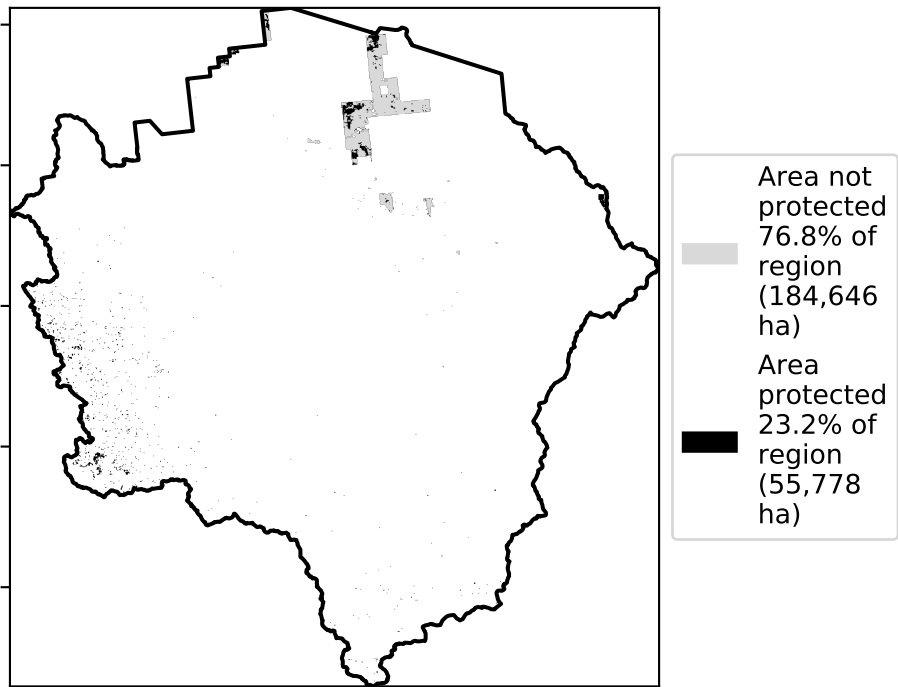 Area not
protected
76.8% of
region
(184,646
ha)
Area
protected
23.2% of
region
(55,778
ha)